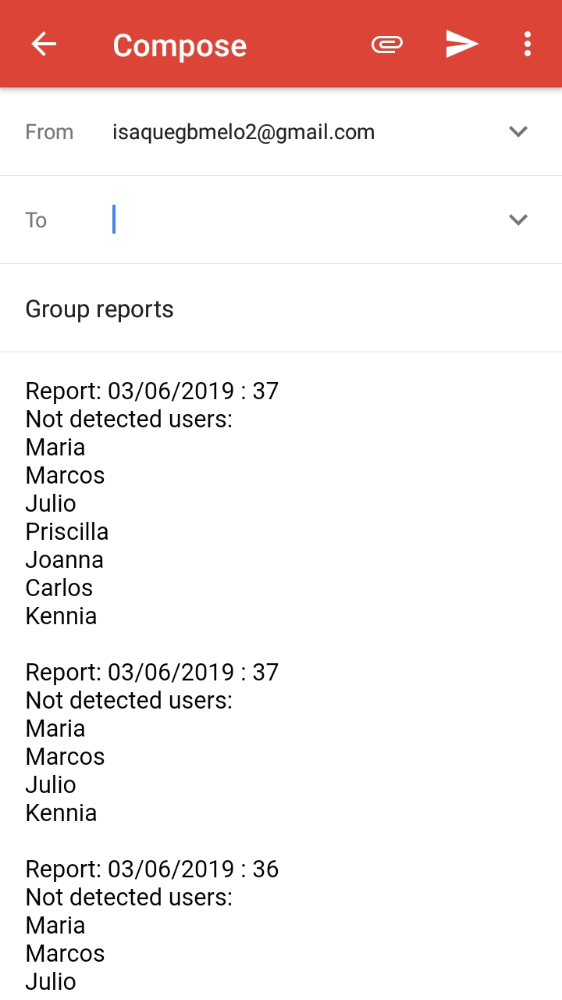 Compose
From isaquegbmelo2@gmail.com
To
Group reports
Report: 03/06/2019 : 37
Not detected users:
Maria
Marcos
Julio
Priscilla
Joanna
Carlos
Kennia
Report: 03/06/2019 : 37
Not detected users:
Maria
Marcos
Julio
Kennia
Report: 03/06/2019 : 36
Not detected users:
Maria
Marcos
Julio